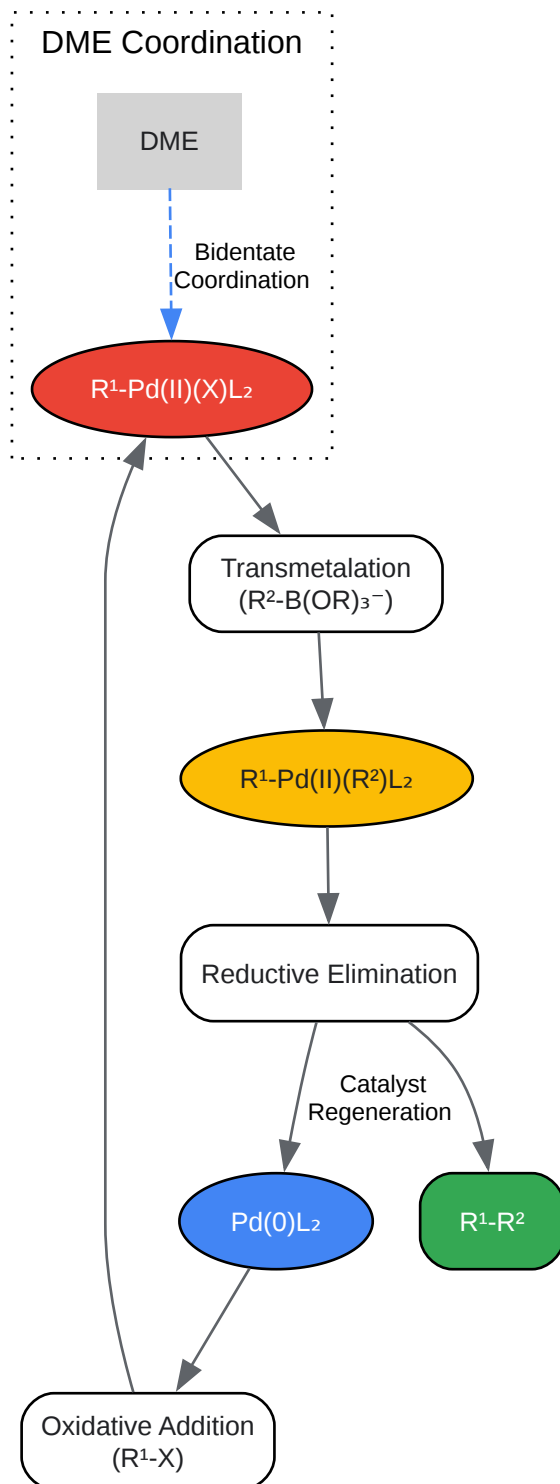 DME Coordination
DME
Bidentate
Coordination
R¹-Pd(II)(X)L₂
Transmetalation
(R²-B(OR)₃⁻)
R¹-Pd(II)(R²)L₂
Reductive Elimination
Catalyst
Regeneration
Pd(0)L₂
R¹-R²
Oxidative Addition
(R¹-X)